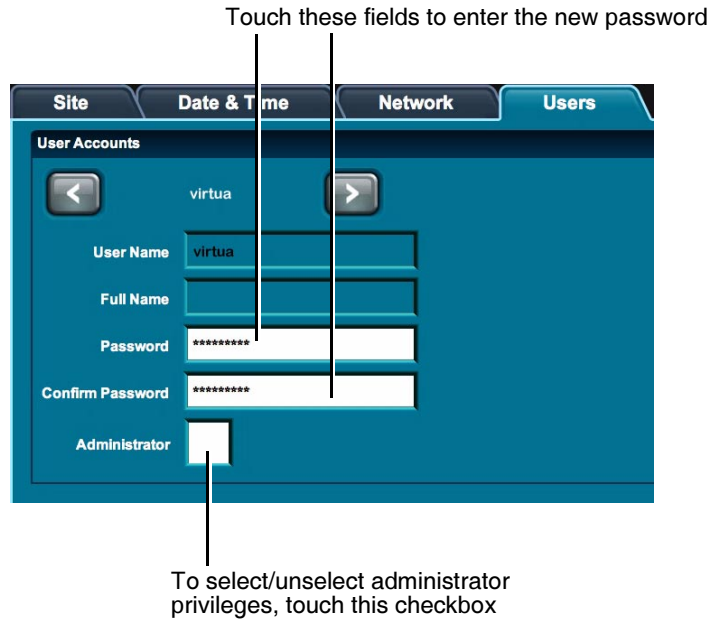 Touch these fields to enter the new password
Site Date & Time Network Users
User Accounts
< virtua >
User Name virtua
Full Name
Password *********
Confirm Password *********
Administrator
To select/unselect administrator
privileges, touch this checkbox